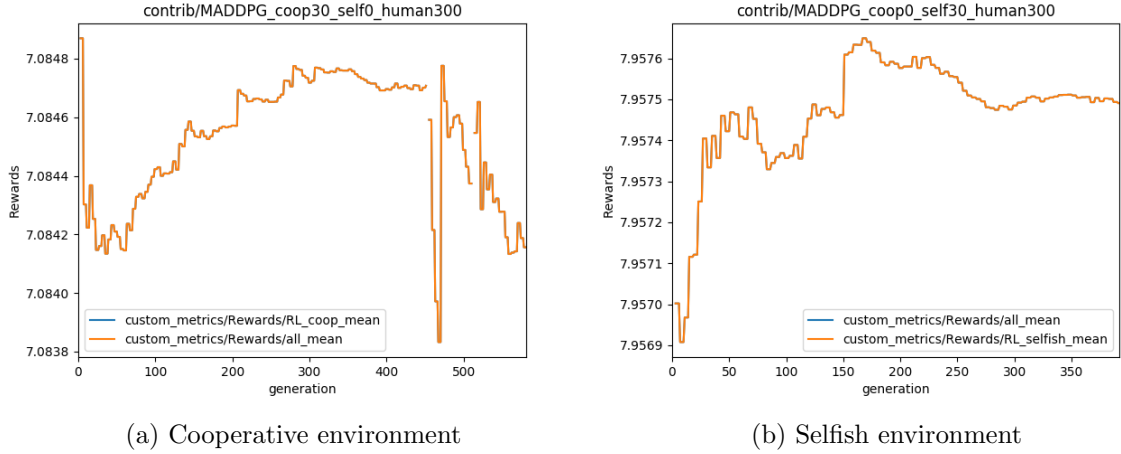 contrib/MADDPG_coop30_self0_human300
7.0848
7.0846
7.0844
7.0842
7.0840
7.0838
Rewards
custom_metrics/Rewards/RL_coop_mean
custom_metrics/Rewards/all_mean
0 100 200 300 400 500
generation
(a) Cooperative environment
contrib/MADDPG_coop0_self30_human300
7.9576
7.9575
7.9574
7.9573
7.9572
7.9571
7.9570
7.9569
Rewards
custom_metrics/Rewards/all_mean
custom_metrics/Rewards/RL_selfish_mean
0 50 100 150 200 250 300 350
generation
(b) Selfish environment